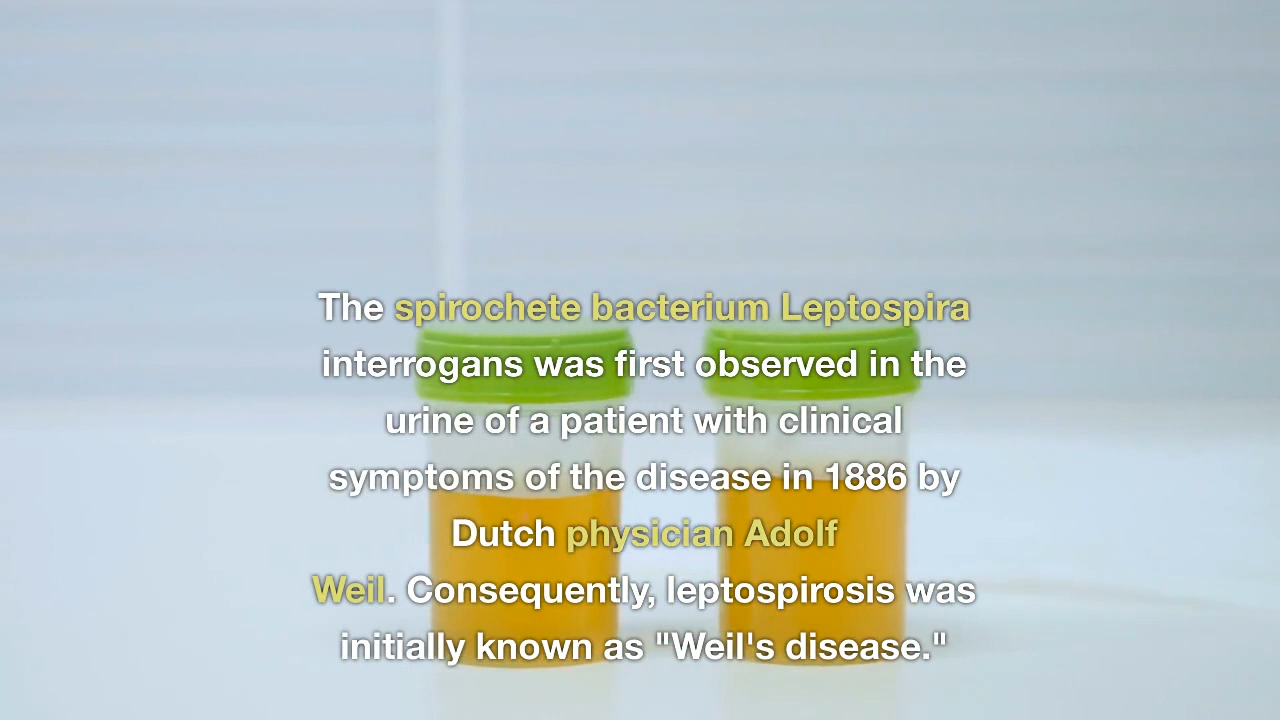 The spirochete bacterium Leptospira
interrogans was first observed in the
urine of a patient with clinical
symptoms of the disease in 1886 by
Dutch physician Adolf
Weil. Consequently, leptospirosis was
initially known as "Weil's disease."